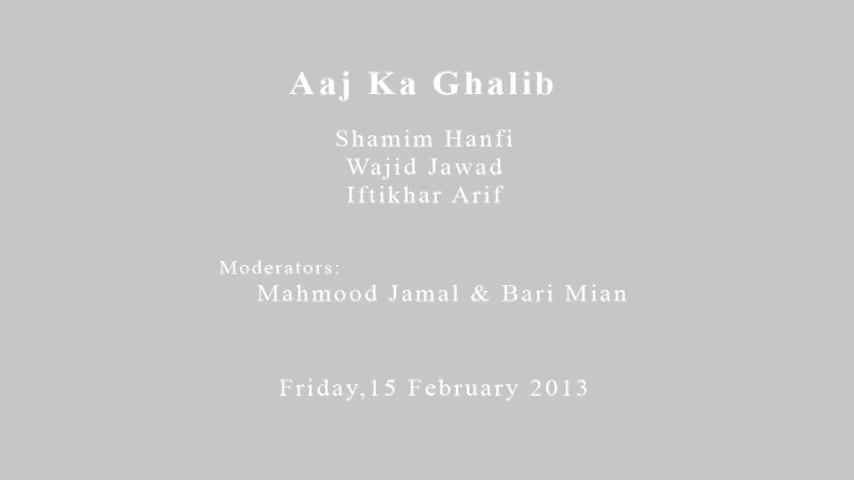 Aaj Ka Ghalib
Shamim Hanfi
Wajid Jawad
Iftikhar Arif
Moderators:
Mahmood Jamal & Bari Mian
Friday,15 February 2013